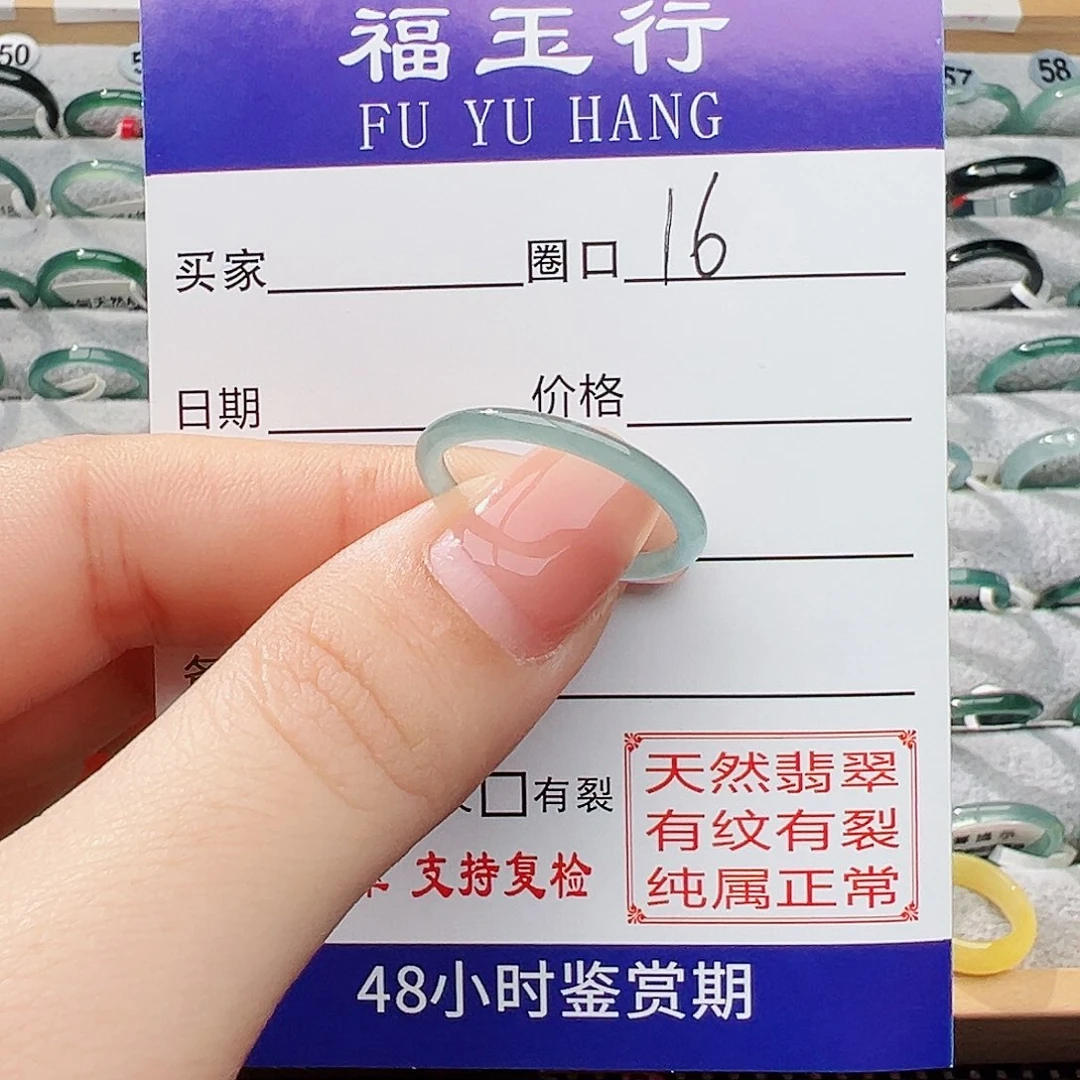 福玉行
FU YU HANG
买家 圈口 16
日期 价格
有裂
支持复检
天然翡翠
有纹有裂
纯属正常
48小时鉴赏期
50
57
58